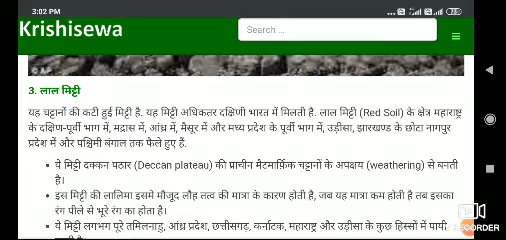 3:02 PM
Krishisewa
Search ...
3. लाल मिट्टी
यह चट्टानों की कटी हुई मिट्टी है. यह मिट्टी अधिकतर दक्षिणी भारत में मिलती है. लाल मिट्टी (Red Soil) के क्षेत्र महाराष्ट्र
के दक्षिण-पूर्वी भाग में, मद्रास में, आंध्र में, मैसूर में और मध्य प्रदेश के पूर्वी भाग में, उड़ीसा, झारखण्ड के छोटा नागपुर
प्रदेश में और पश्चिमी बंगाल तक फैले हुए हैं.
ये मिट्टी दक्कन पठार (Deccan plateau) की प्राचीन मैटमार्फ़िक चट्टानों के अपक्षय (weathering) से बनती
है।
इस मिट्टी की लालिमा इसमे मौजूद लौह तत्व की मात्रा के कारण होती है, जब यह मात्रा कम होती है तब इसका
रंग पीले से भूरे रंग का होता है।
ये मिट्टी लगभग पूरे तमिलनाडु, आंध्र प्रदेश, छत्तीसगढ़, कर्नाटक, महाराष्ट्र और उड़ीसा के कुछ हिस्सों में पायी
RECORDER